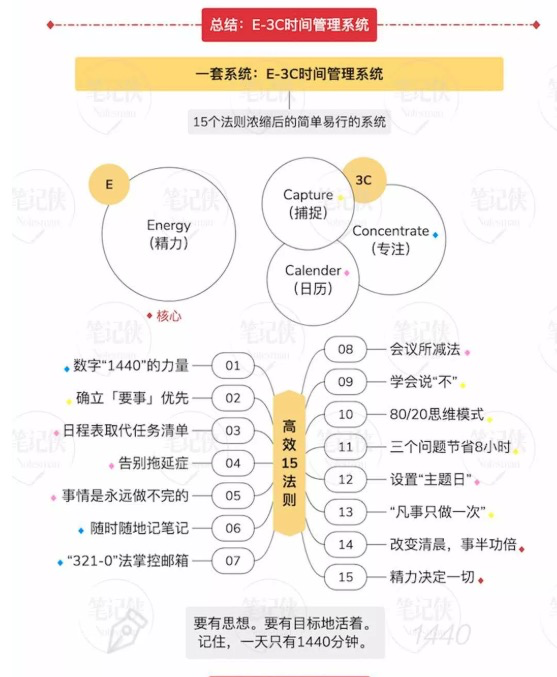 总结：E-3C时间管理系统
一套系统：E-3C时间管理系统
15个法则浓缩后的简单易行的系统
E
Energy
（精力）
核心
3C
Capture
（捕捉）
Concentrate
（专注）
Calender
（日历）
高效15法则
数字“1440”的力量 01
确立「要事」优先 02
日程表取代任务清单 03
告别拖延症 04
事情是永远做不完的 05
随时随地记笔记 06
“321-0”法掌控邮箱 07
08 会议所减法
09 学会说“不”
10 80/20思维模式
11 三个问题节省8小时
12 设置“主题日”
13 “凡事只做一次”
14 改变清晨，事半功倍
15 精力决定一切
要有思想。要有目标地活着。
记住，一天只有1440分钟。
1440
笔记侠